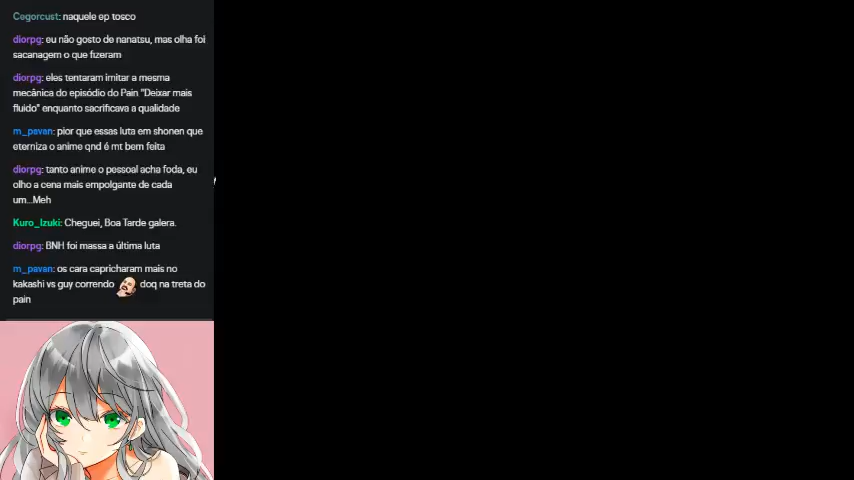 Cegorcust: naquele ep tosco
diorpg: eu não gosto de nanatsu, mas olha foi
sacanagem o que fizeram
diorpg: eles tentaram imitar a mesma
mecânica do episódio do Pain "Deixar mais
fluido" enquanto sacrificava a qualidade
m_pavan: pior que essas luta em shonen que
eterniza o anime qnd é mt bem feita
diorpg: tanto anime o pessoal acha foda, eu
olho a cena mais empolgante de cada
um...Meh
Kuro_Izuki: Cheguei, Boa Tarde galera.
diorpg: BNH foi massa a última luta
m_pavan: os cara capricharam mais no
kakashi vs guy correndo doq na treta do
pain